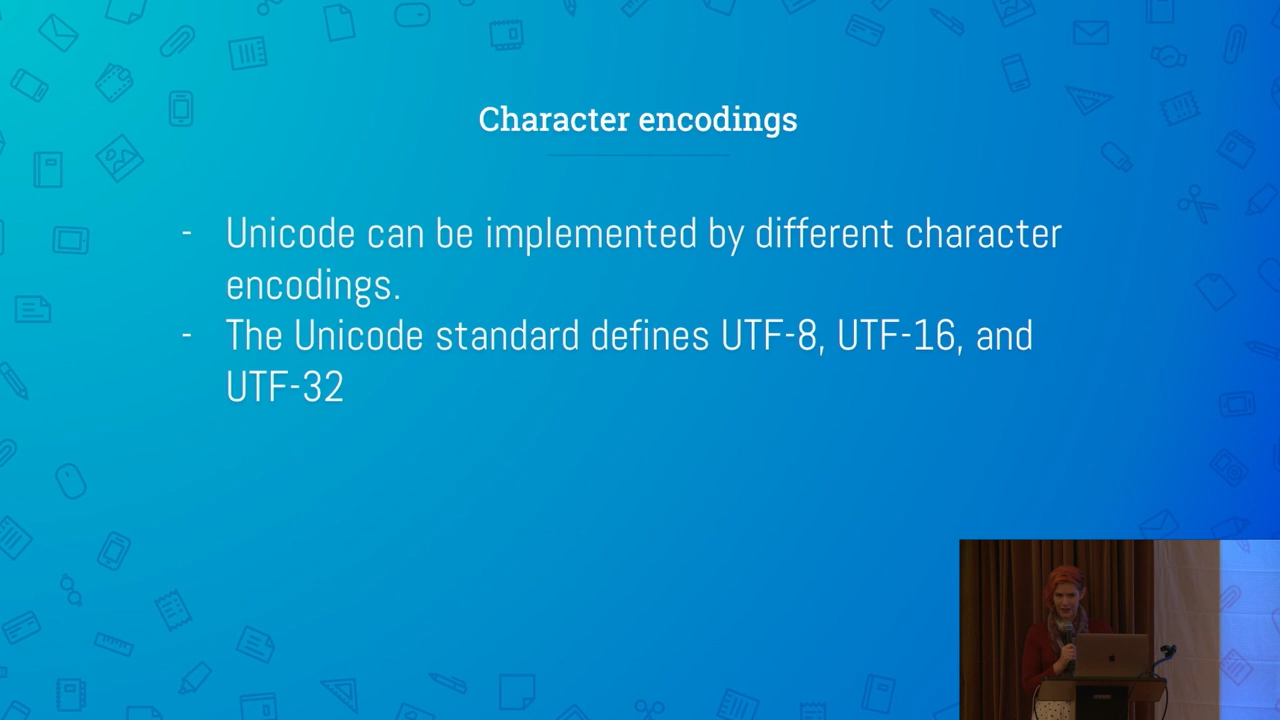 Character encodings
- Unicode can be implemented by different character
encodings.
- The Unicode standard defines UTF-8, UTF-16, and
UTF-32